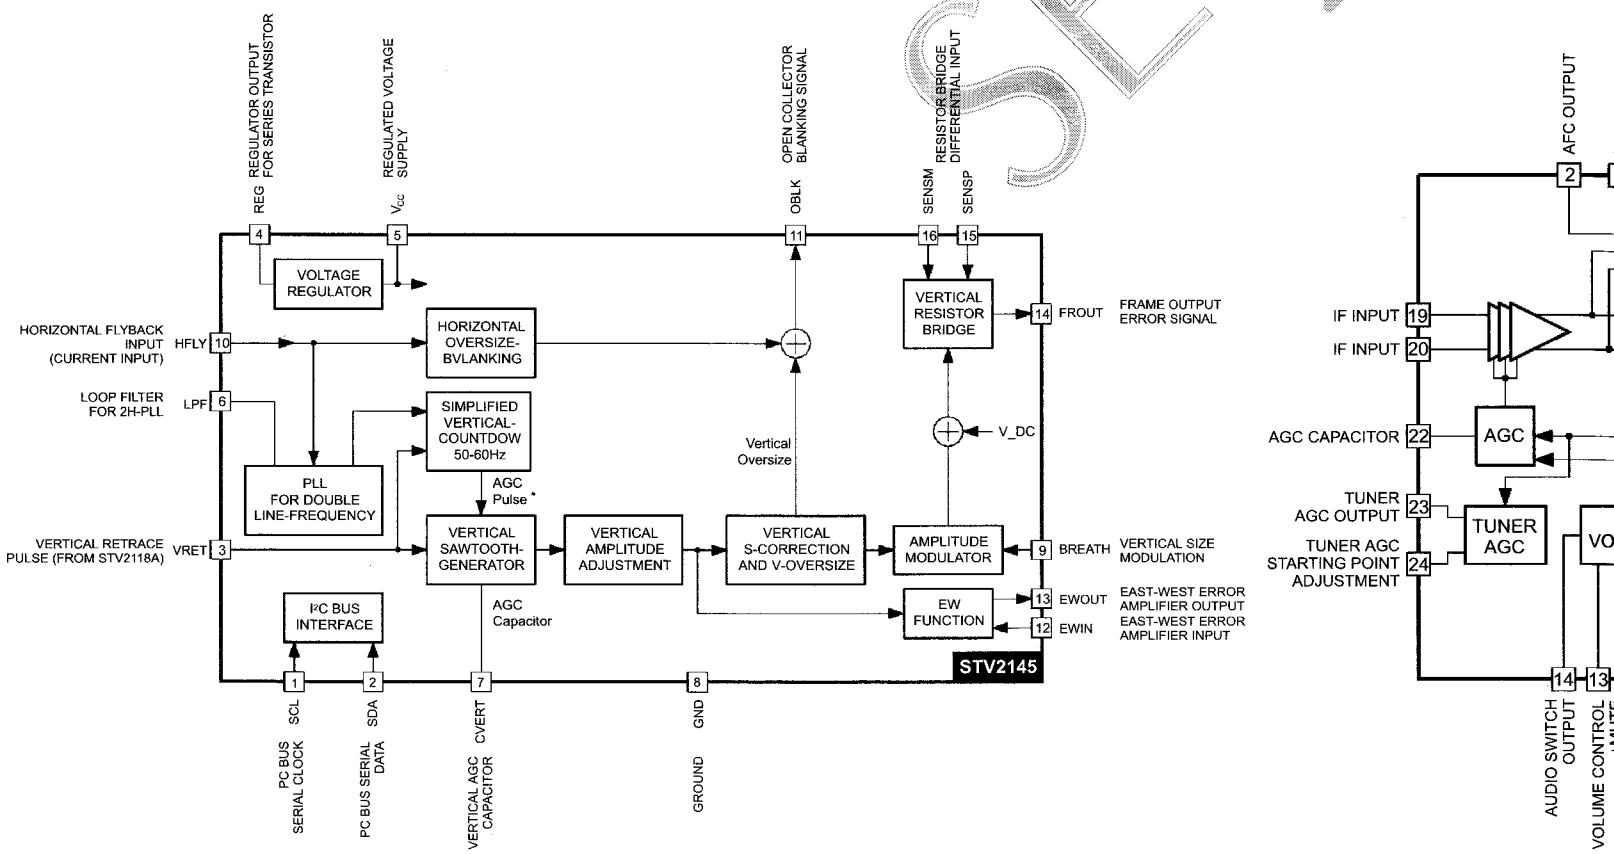 REGULATOR OUTPUT
FOR SERIES TRANSISTOR
REG
REGULATED VOLTAGE
SUPPLY
VCC
OPEN COLLECTOR
BLANKING SIGNAL
OBLK
RESISTOR BRIDGE
DIFFERENTIAL INPUT
SENSM
SENSP
4
5
11
16
15
VOLTAGE
REGULATOR
HORIZONTAL FLYBACK
INPUT
(CURRENT INPUT)
HFLY
10
HORIZONTAL
OVERSIZE-
BVLANKING
VERTICAL
RESISTOR
BRIDGE
14
FROUT
FRAME OUTPUT
ERROR SIGNAL
LOOP FILTER
FOR 2H-PLL
LPF
6
SIMPLIFIED
VERTICAL-
COUNTDOW
50-60Hz
Vertical
Oversize
V_DC
PLL
FOR DOUBLE
LINE-FREQUENCY
AGC
Pulse
VERTICAL RETRACE
PULSE (FROM STV2118A)
VRET
3
VERTICAL
SAWTOOTH-
GENERATOR
VERTICAL
AMPLITUDE
ADJUSTMENT
VERTICAL
S-CORRECTION
AND V-OVERSIZE
AMPLITUDE
MODULATOR
9
BREATH
VERTICAL SIZE
MODULATION
I²C BUS
INTERFACE
AGC
Capacitor
EW
FUNCTION
13
EWOUT
EAST-WEST ERROR
AMPLIFIER OUTPUT
12
EWIN
EAST-WEST ERROR
AMPLIFIER INPUT
STV2145
1
2
7
8
SCL
PC BUS
SERIAL CLOCK
SDA
PC BUS SERIAL
DATA
CVERT
VERTICAL AGC
CAPACITOR
GND
GROUND
SE
AFC OUTPUT
2
IF INPUT
19
IF INPUT
20
AGC CAPACITOR
22
AGC
TUNER
AGC OUTPUT
23
TUNER
AGC
TUNER AGC
STARTING POINT
ADJUSTMENT
24
VO
14
13
AUDIO SWITCH
OUTPUT
VOLUME CONTROL